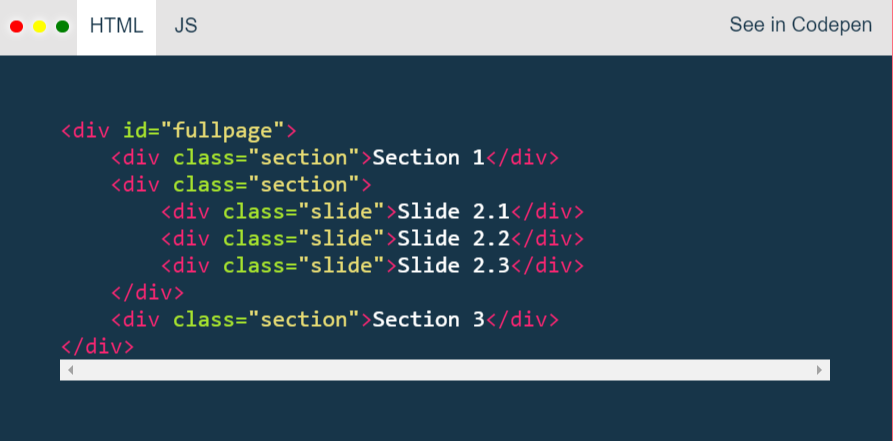 HTML JS See in Codepen
<div id="fullpage">
    <div class="section">Section 1</div>
    <div class="section">
        <div class="slide">Slide 2.1</div>
        <div class="slide">Slide 2.2</div>
        <div class="slide">Slide 2.3</div>
    </div>
    <div class="section">Section 3</div>
</div>